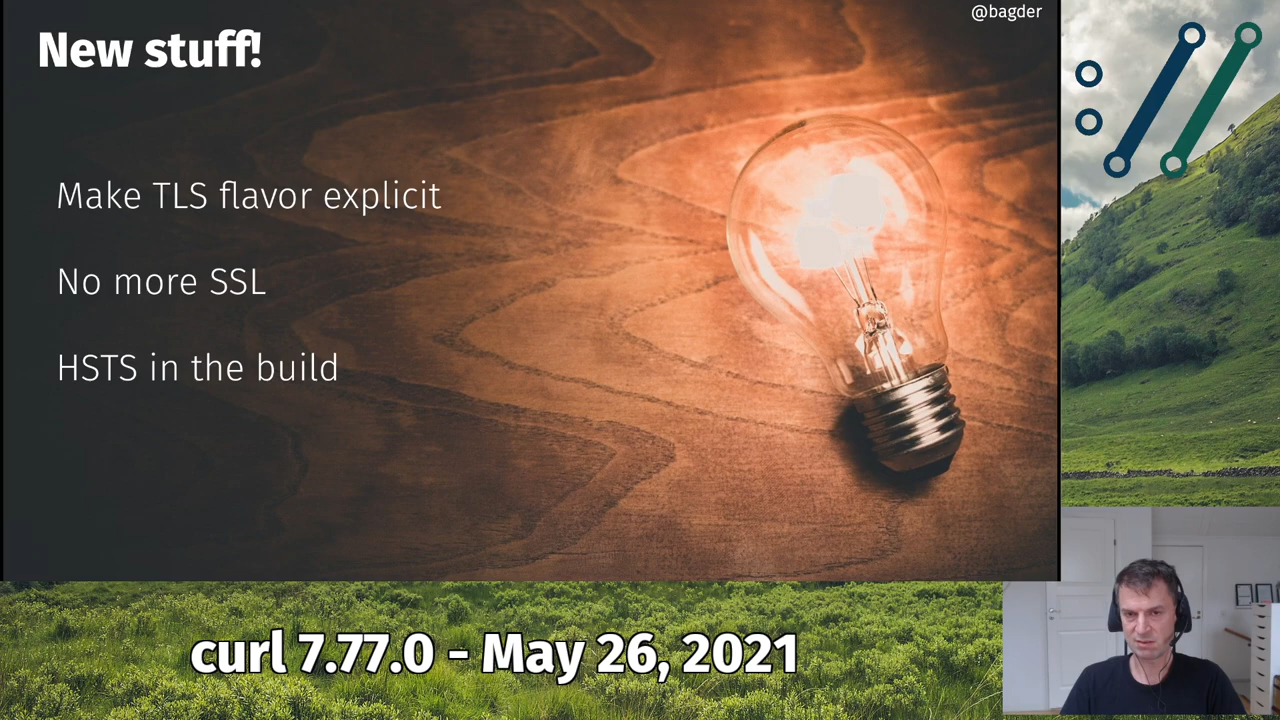 @bagder
New stuff!
Make TLS flavor explicit
No more SSL
HSTS in the build
curl 7.77.0 - May 26, 2021